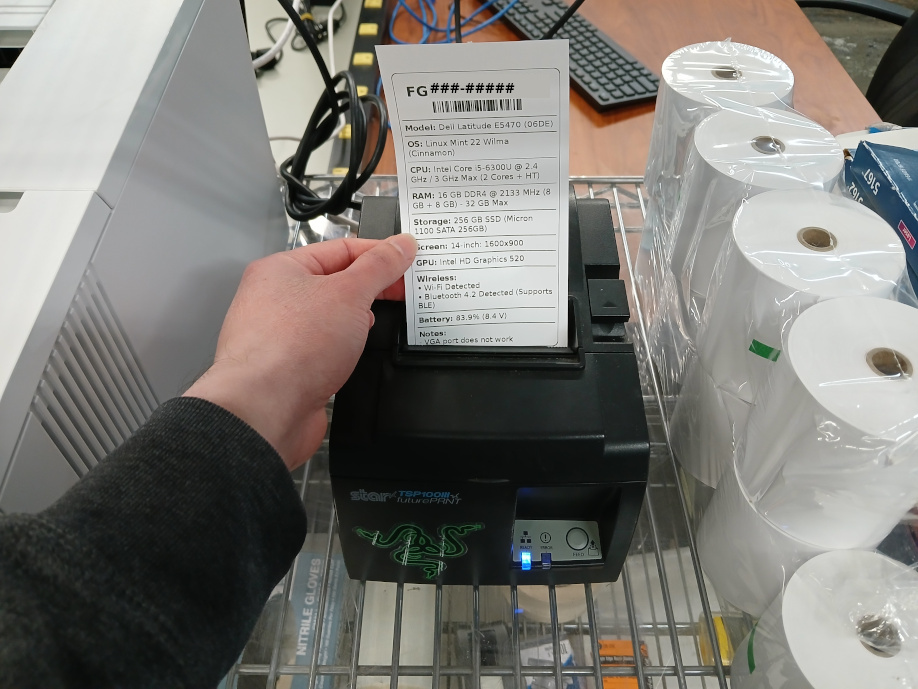 FG###-#####
Model: Dell Latitude E5470 (06DE)
OS: Linux Mint 22 Wilma
(Cinnamon)
CPU: Intel Core i5-6300U @ 2.4
GHz / 3 GHz Max (2 Cores + HT)
RAM: 16 GB DDR4 @ 2133 MHz (8
GB + 8 GB) - 32 GB Max
Storage: 256 GB SSD (Micron
1100 SATA 256GB)
Screen: 14-inch: 1600x900
GPU: Intel HD Graphics 520
Wireless:
• Wi-Fi Detected
• Bluetooth 4.2 Detected (Supports
BLE)
Battery: 83.9% (8.4 V)
Notes:
VGA port does not work
star TSP100III
futurePRNT
READY ERROR FEED
NITRILE GLOVES